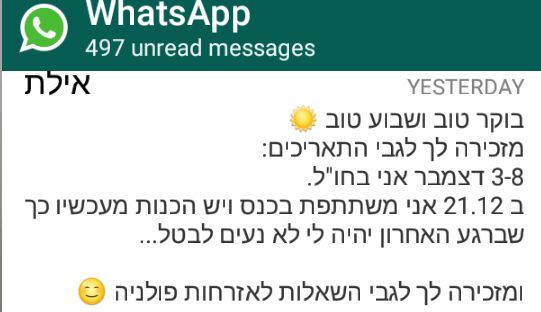 WhatsApp
497 unread messages
אילת
YESTERDAY
בוקר טוב ושבוע טוב 🌞
מזכירה לך לגבי התאריכים:
3-8 דצמבר אני בחו"ל.
ב 21.12 אני משתתפת בכנס ויש הכנות מעכשיו כך
שברגע האחרון יהיה לי לא נעים לבטל...
ומזכירה לך לגבי השאלות לאזרחות פולניה 😊